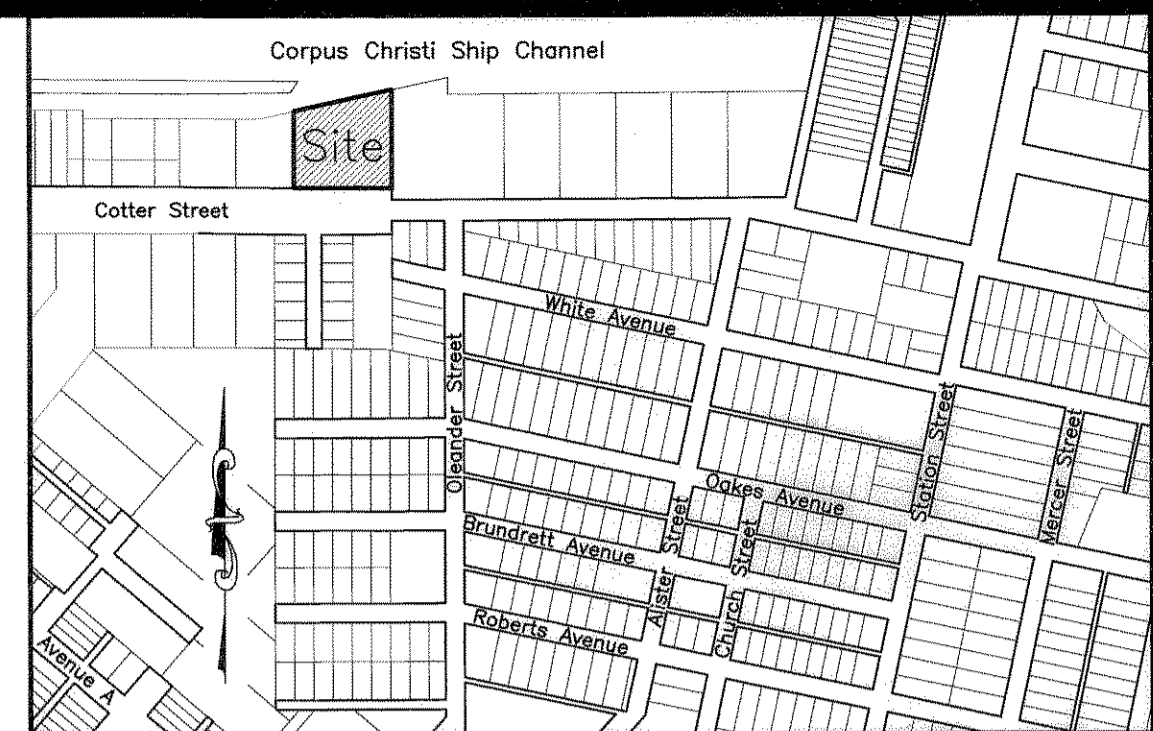 Corpus Christi Ship Channel
Site
Cotter Street
White Avenue
Oleander Street
Station Street
Mercer Street
Oakes Avenue
Alster Street
Church Street
Brundrett Avenue
Roberts Avenue
Avenue A